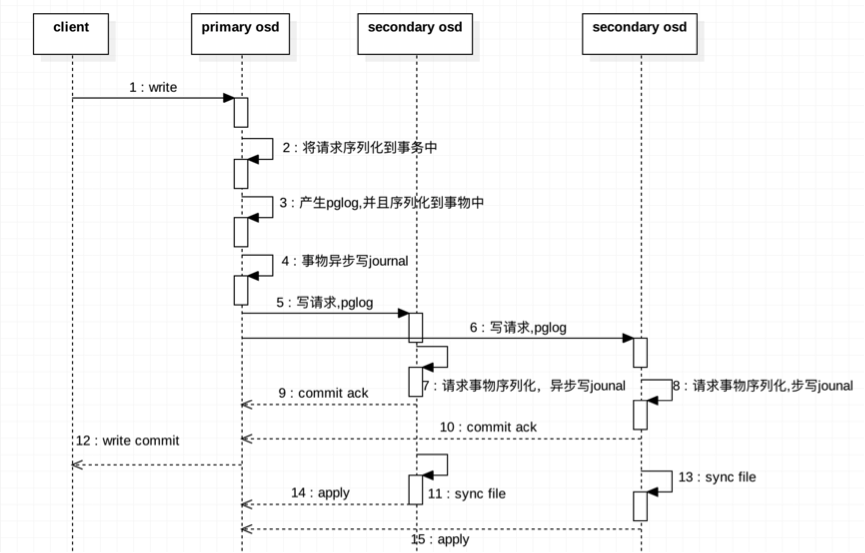 client
primary osd
secondary osd
secondary osd
1 : write
2 : 将请求序列化到事务中
3 : 产生pglog,并且序列化到事物中
4 : 事物异步写journal
5 : 写请求,pglog
6 : 写请求,pglog
7 : 请求事物序列化，异步写jounal
8 : 请求事物序列化,步写jounal
9 : commit ack
10 : commit ack
12 : write commit
13 : sync file
14 : apply
11 : sync file
15 : apply